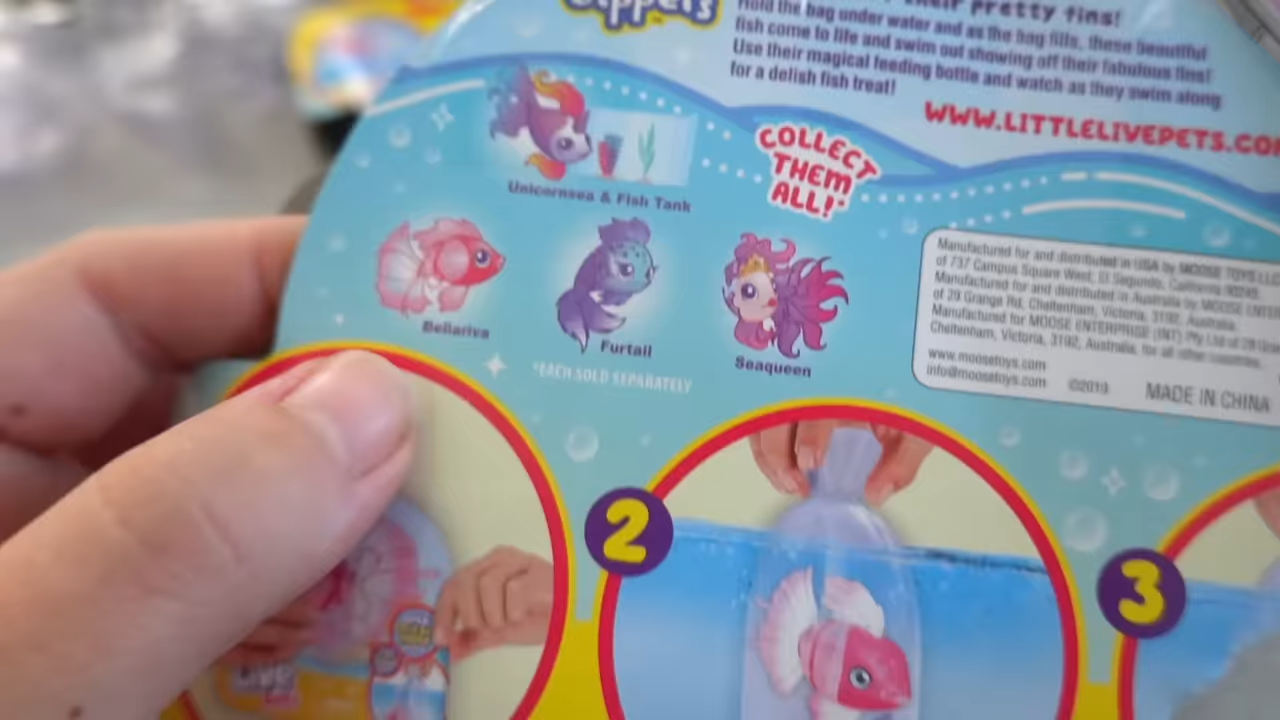 Dippers
their pretty fins!
Hold the bag under water and as the bag fills, these beautiful
fish come to life and swim out showing off their fabulous fins!
Use their magical feeding bottle and watch as they swim along
for a delish fish treat!
WWW.LITTLELIVEPETS.CO
COLLECT
THEM
ALL!*
Unicornsea & Fish Tank
Bellariva
Furtail
Seaqueen
*EACH SOLD SEPARATELY
Manufactured for and distributed in USA by MOOSE TOYS LLC
of 737 Campus Square West, El Segundo, California 90245.
Manufactured for and distributed in Australia by MOOSE
of 29 Grange Rd, Cheltenham, Victoria, 3192, Australia.
Manufactured for MOOSE ENTERPRISE (INT) Pty Ltd of 29
Cheltenham, Victoria, 3192, Australia, for all other countries.
www.moosetoys.com
info@moosetoys.com ©2019 MADE IN CHINA
2
3